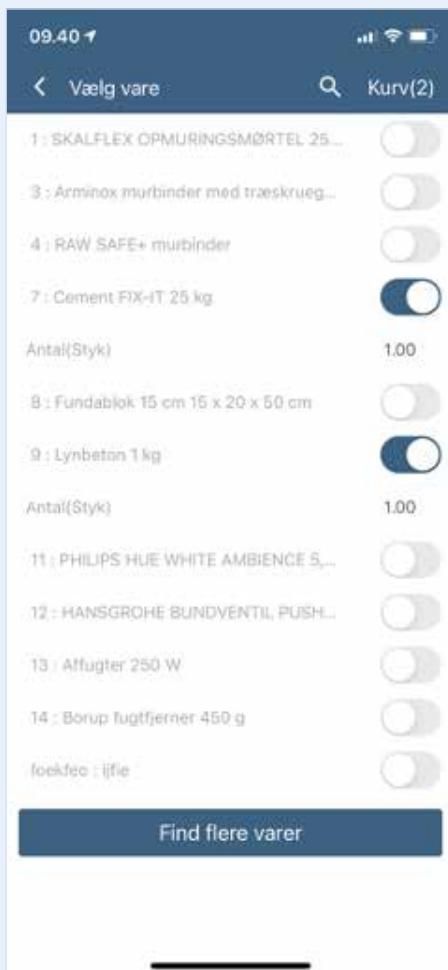 09.40
Vælg vare Kurv(2)
1 : SKALFLEX OPMURINGSMØRTEL 25...
3 : Arminox murbinder med træskrueg...
4 : RAW SAFE+ murbinder
7 : Cement FIX-IT 25 kg
Antal(Styk) 1.00
8 : Fundablok 15 cm 15 x 20 x 50 cm
9 : Lynbeton 1 kg
Antal(Styk) 1.00
11 : PHILIPS HUE WHITE AMBIENCE 5,...
12 : HANSGROHE BUNDVENTIL PUSH...
13 : Affugter 250 W
14 : Borup fugtfjerner 450 g
foekfeo : ijfie
Find flere varer